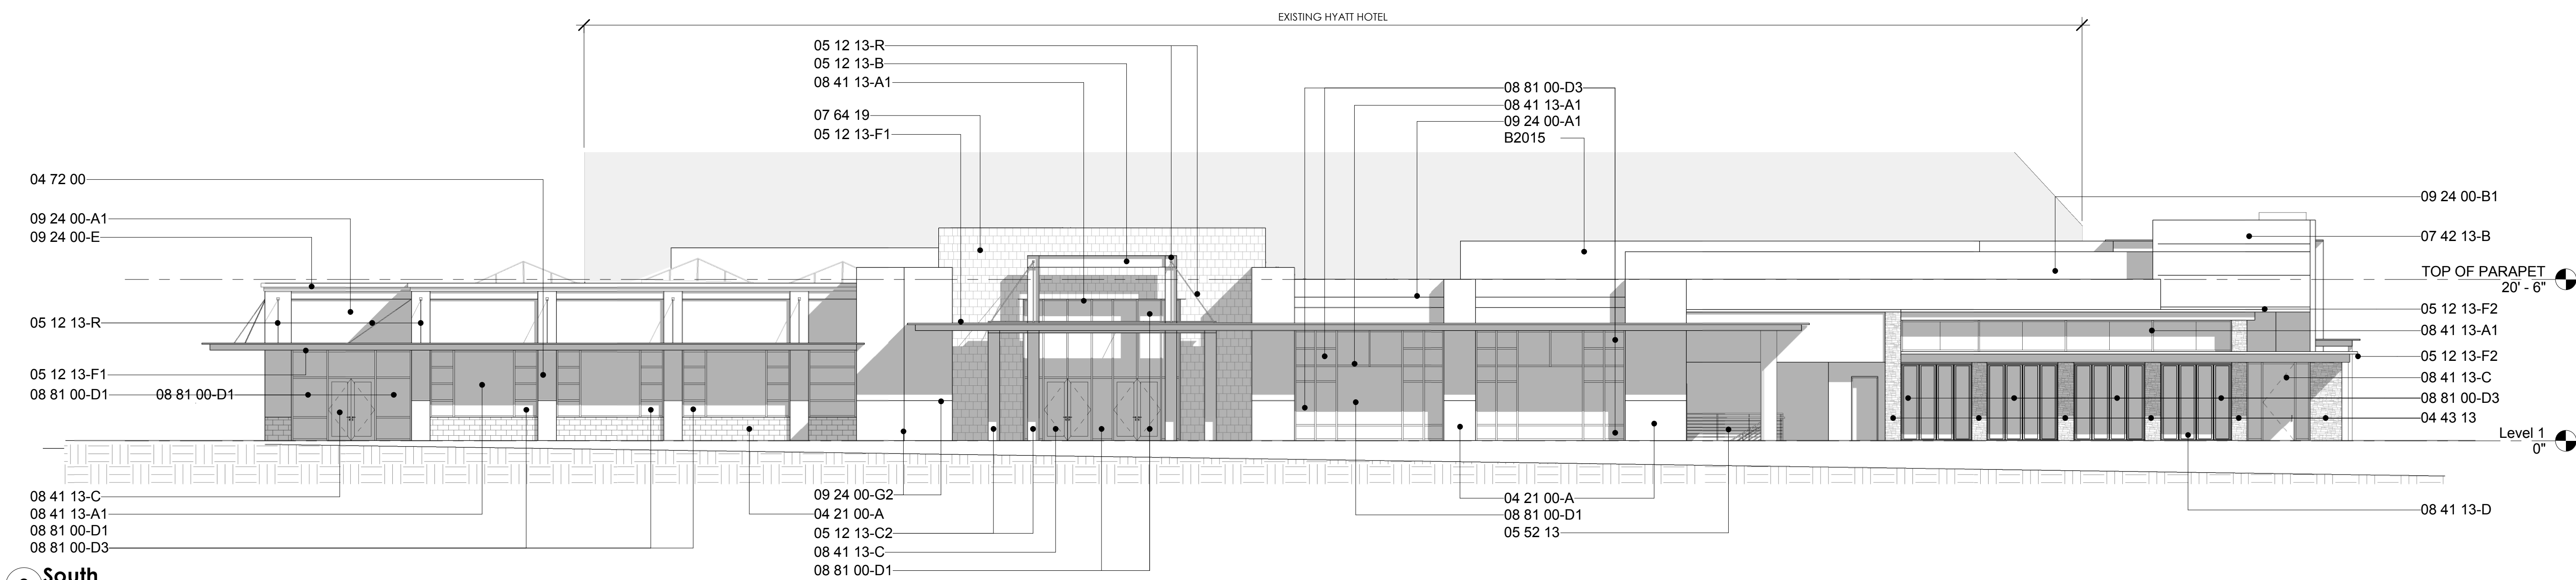 EXISTING HYATT HOTEL
05 12 13-R
05 12 13-B
08 41 13-A1
07 64 19
05 12 13-F1
08 81 00-D3
08 41 13-A1
09 24 00-A1
B2015
04 72 00
09 24 00-A1
09 24 00-E
05 12 13-R
05 12 13-F1
08 81 00-D1
08 81 00-D1
09 24 00-B1
07 42 13-B
TOP OF PARAPET
20' - 6"
05 12 13-F2
08 41 13-A1
05 12 13-F2
08 41 13-C
08 81 00-D3
04 43 13
Level 1
0"
08 41 13-C
08 41 13-A1
08 81 00-D1
08 81 00-D3
09 24 00-G2
04 21 00-A
05 12 13-C2
08 41 13-C
08 81 00-D1
04 21 00-A
08 81 00-D1
05 52 13
08 41 13-D
South